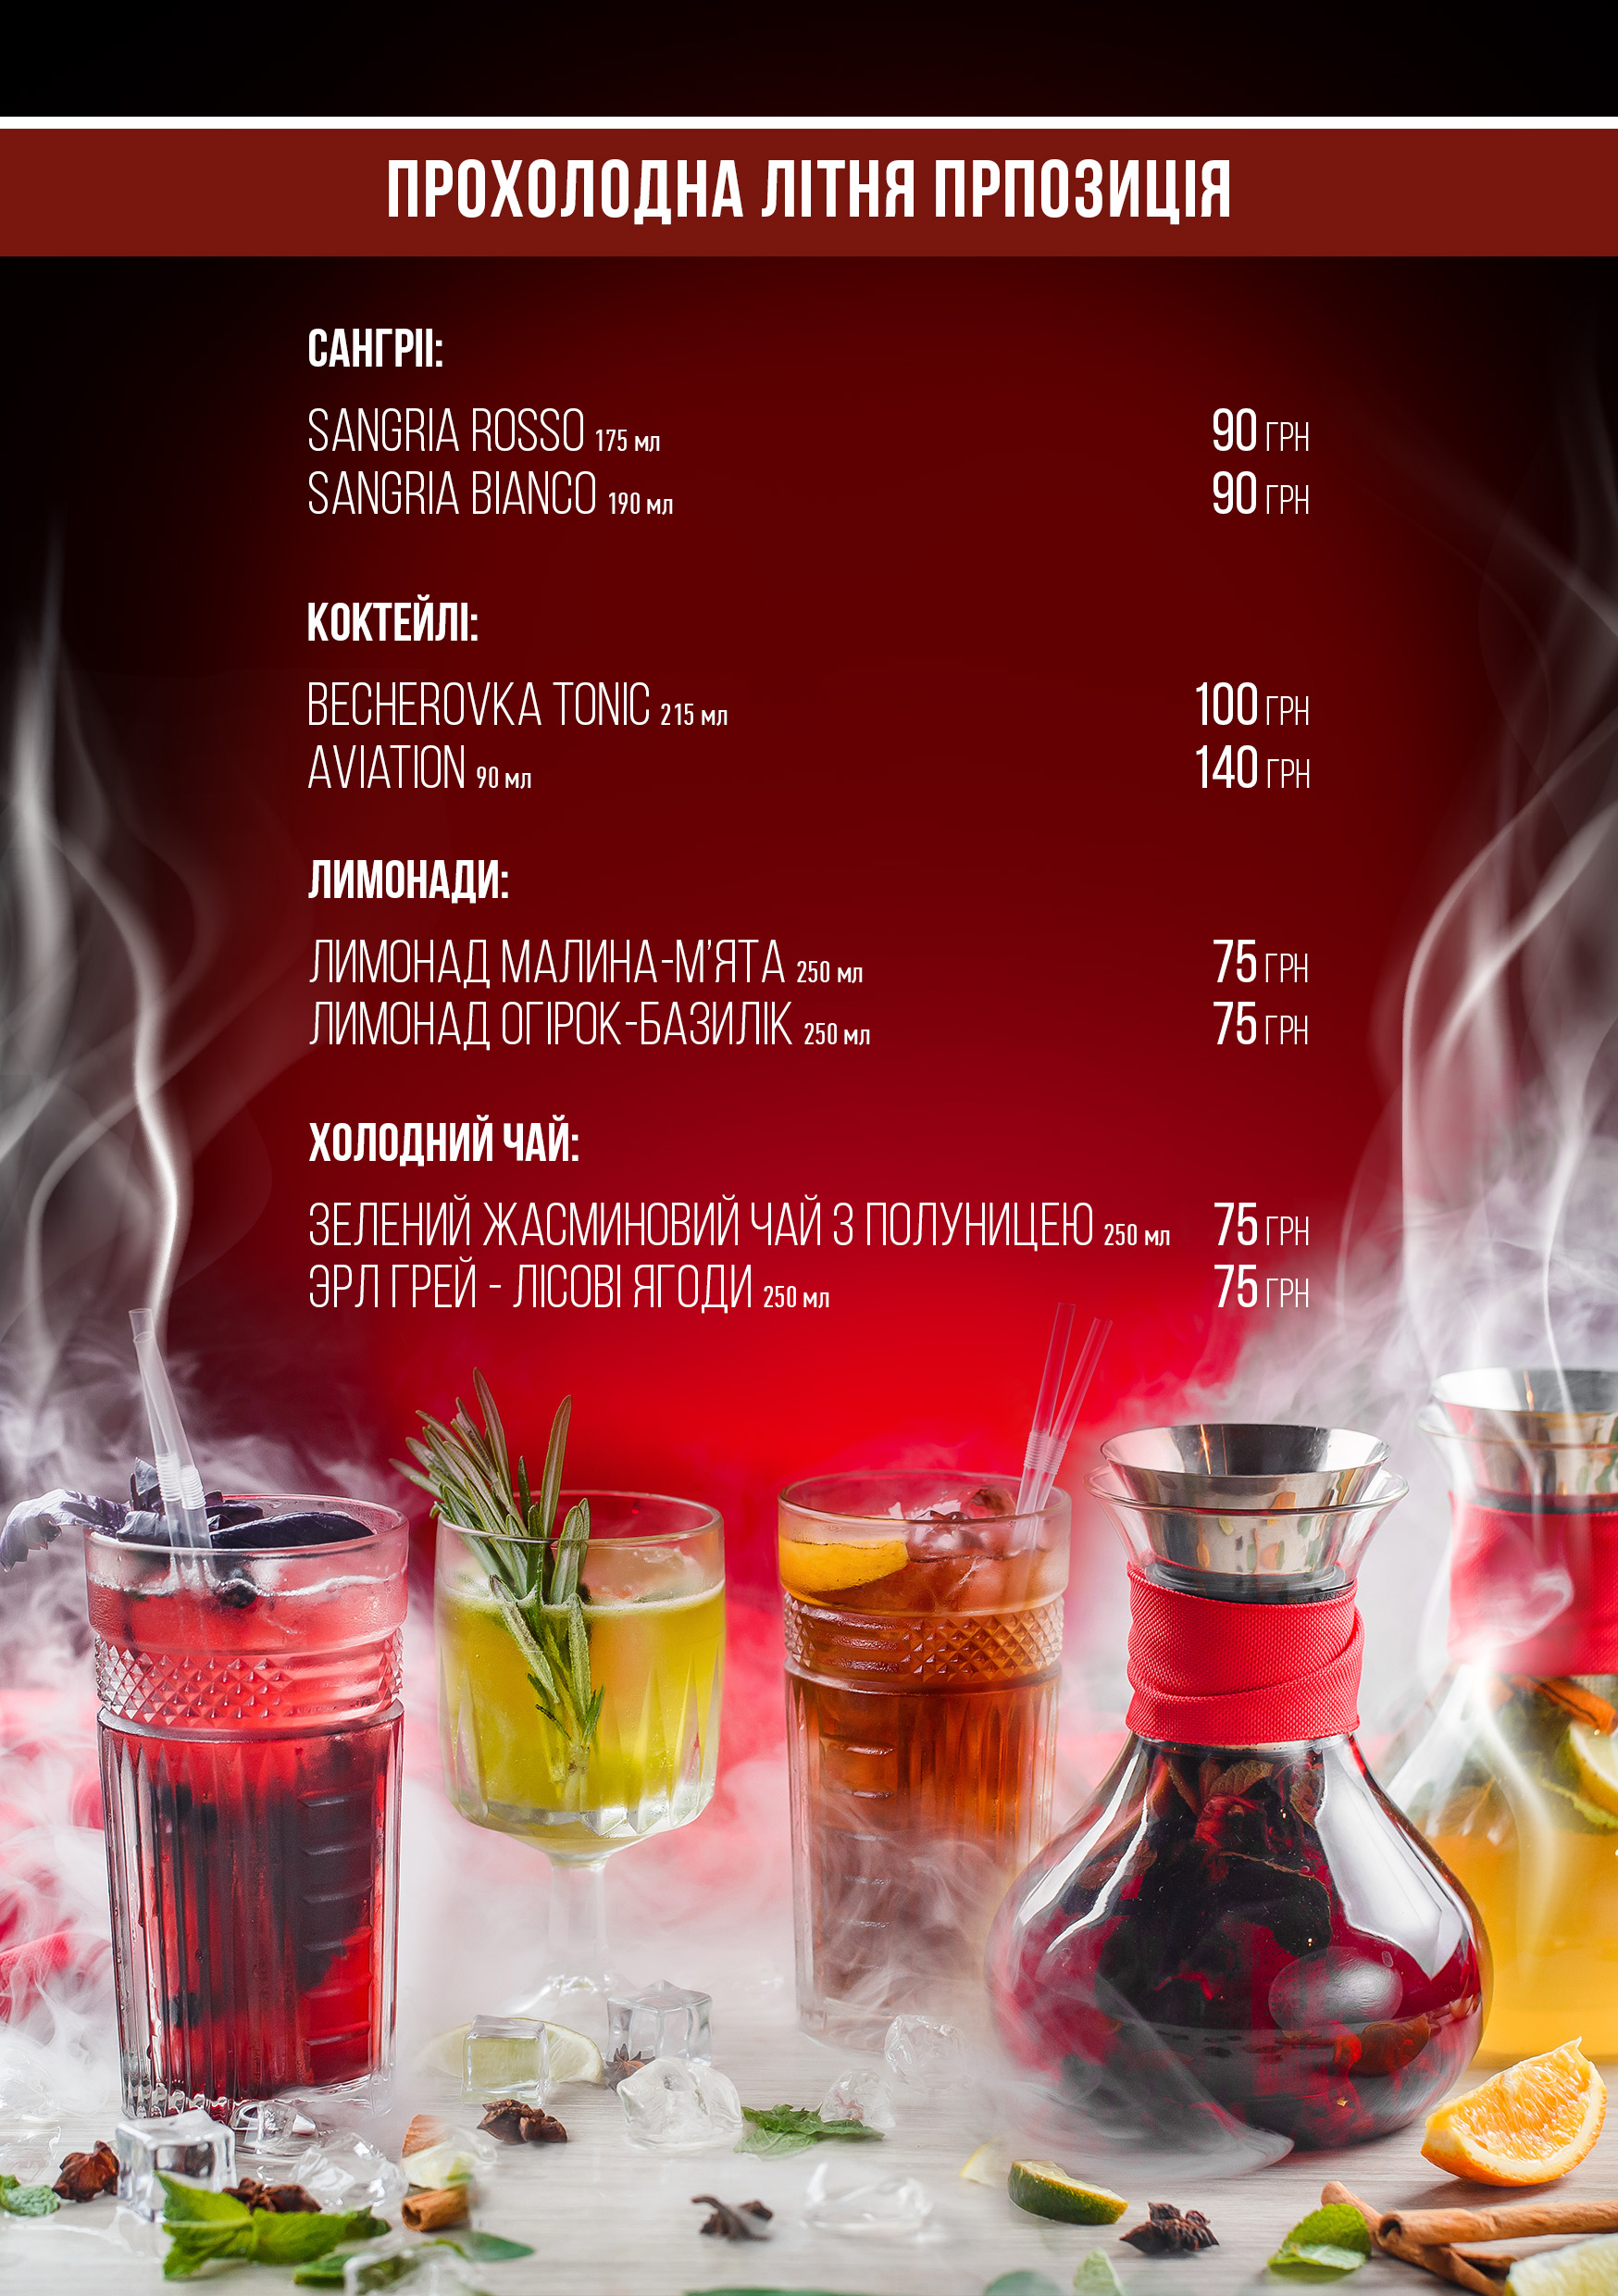 ПРОХОЛОДНА ЛІТНЯ ПРПОЗИЦІЯ
САНГРІІ:
SANGRIA ROSSO 175 мл 90 ГРН
SANGRIA BIANCO 190 мл 90 ГРН
КОКТЕЙЛІ:
BECHEROVKA TONIC 215 мл 100 ГРН
AVIATION 90 мл 140 ГРН
ЛИМОНАДИ:
ЛИМОНАД МАЛИНА-М’ЯТА 250 мл 75 ГРН
ЛИМОНАД ОГІРОК-БАЗИЛІК 250 мл 75 ГРН
ХОЛОДНИЙ ЧАЙ:
ЗЕЛЕНИЙ ЖАСМИНОВИЙ ЧАЙ З ПОЛУНИЦЕЮ 250 мл 75 ГРН
ЭРЛ ГРЕЙ - ЛІСОВІ ЯГОДИ 250 мл 75 ГРН